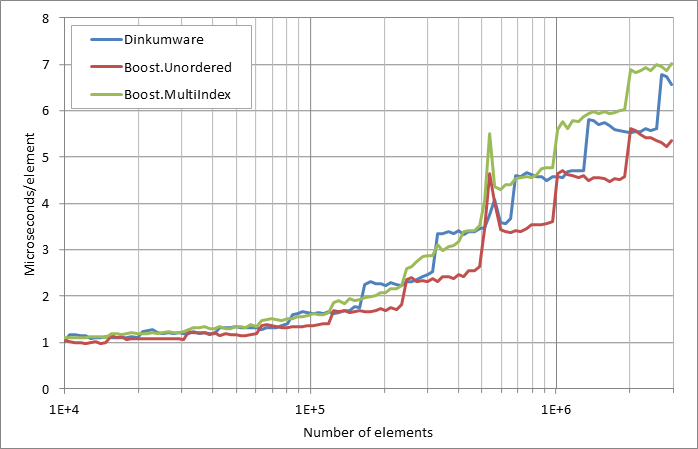 8
7
6
5
4
3
2
1
0
Microseconds/element
Dinkumware
Boost.Unordered
Boost.MultiIndex
1E+4 1E+5 1E+6
Number of elements